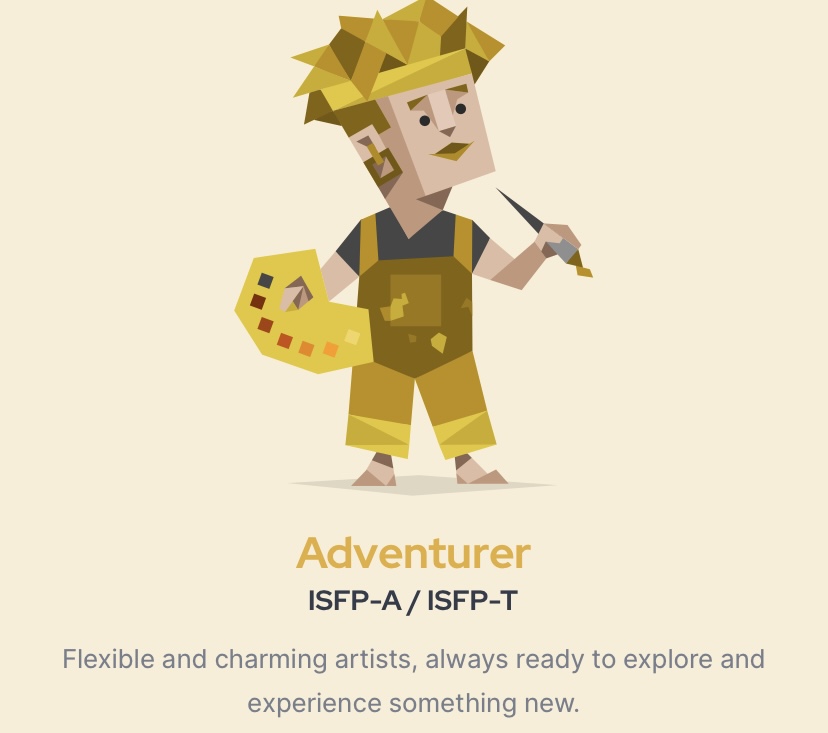 Adventurer
ISFP-A / ISFP-T
Flexible and charming artists, always ready to explore and
experience something new.